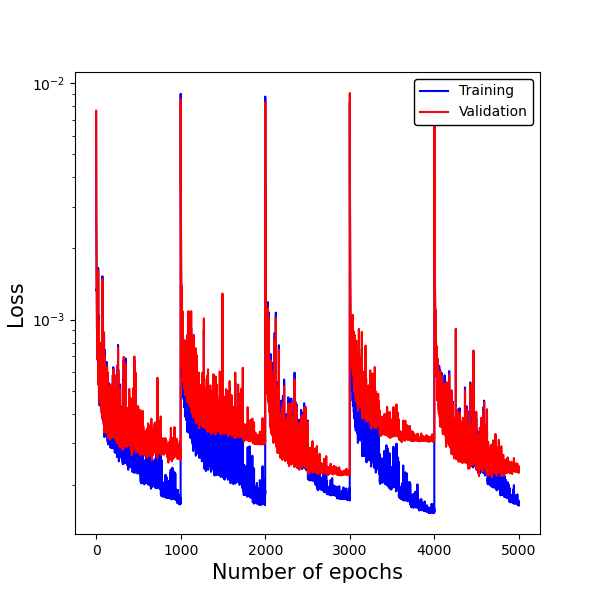 10⁻²
10⁻³
Loss
Training
Validation
0 1000 2000 3000 4000 5000
Number of epochs